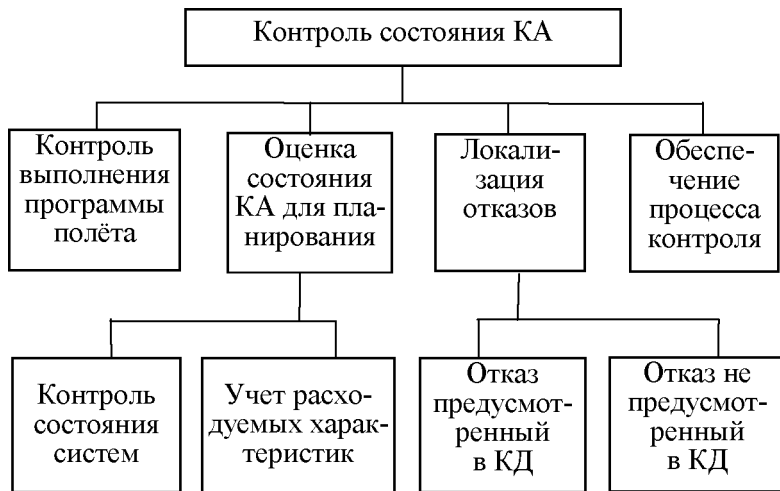 Контроль состояния КА
Контроль
выполнения
программы
полёта
Оценка
состояния
КА для пла-
нирования
Локали-
зация
отказов
Обеспе-
чение
процесса
контроля
Контроль
состояния
систем
Учет расхо-
дуемых харак-
теристик
Отказ
предусмот-
ренный
в КД
Отказ не
предусмот-
ренный
в КД